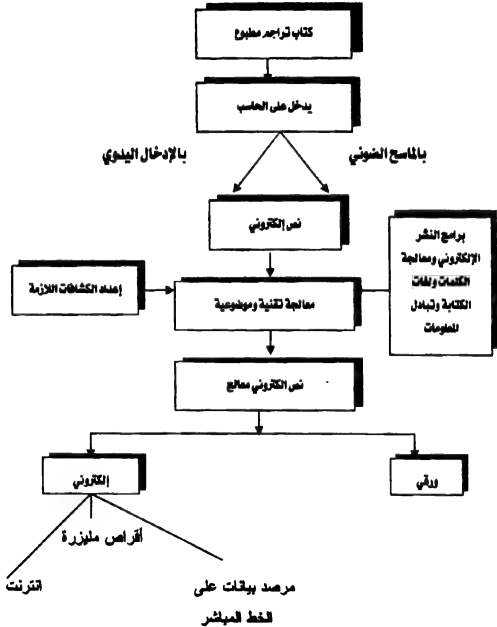 كتاب تراجم مطبوع
يدخل على الحاسب
بالماسح الضوئي
بالإدخال اليدوي
نص إلكتروني
برامج النشر
الإلكتروني ومعالجة
الكلمات ولغات
الكتابة وتبادل
المعلومات
معالجة تقنية وموضوعية
إعداد الكشافات اللازمة
نص الكتروني معالج
ورقي
إلكتروني
أقراص مليزرة
مرصد بيانات على
الخط المباشر
انترنت